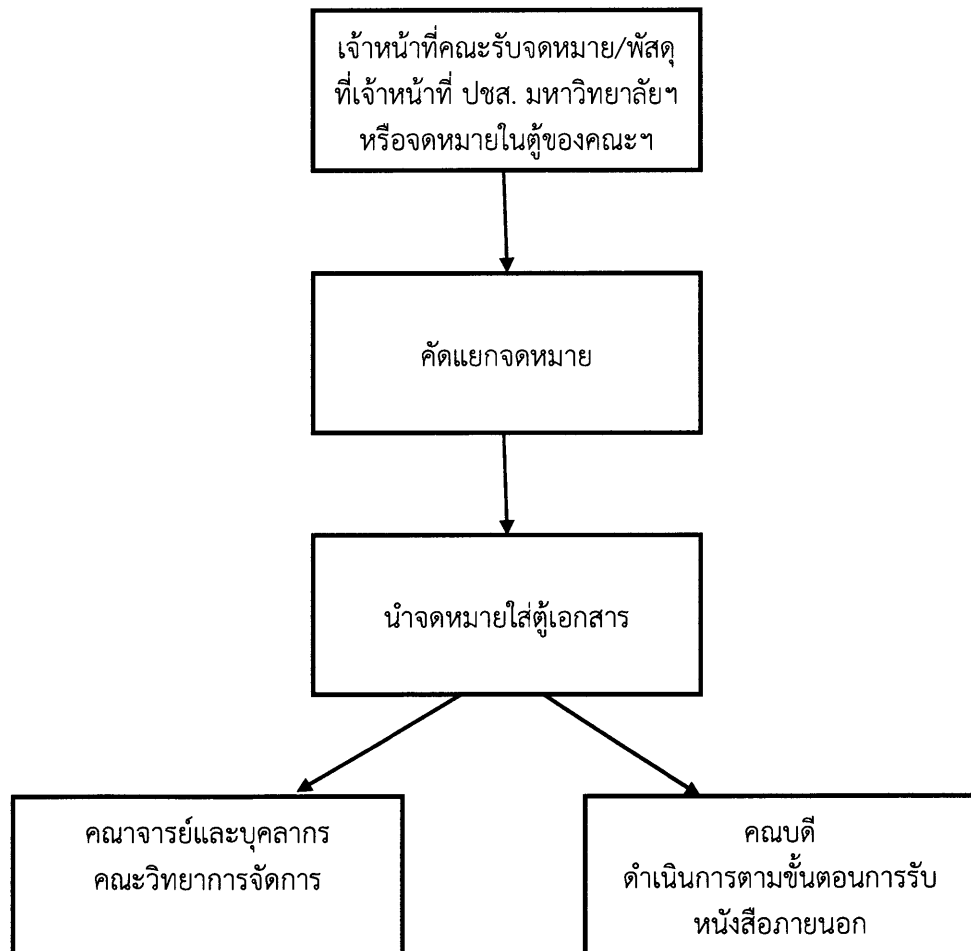 เจ้าหน้าที่คณะรับจดหมาย/พัสดุ
ที่เจ้าหน้าที่ ปชส. มหาวิทยาลัยฯ
หรือจดหมายในตู้ของคณะฯ
คัดแยกจดหมาย
นำจดหมายใส่ตู้เอกสาร
คณาจารย์และบุคลากร
คณะวิทยาการจัดการ
คณบดี
ดำเนินการตามขั้นตอนการรับ
หนังสือภายนอก